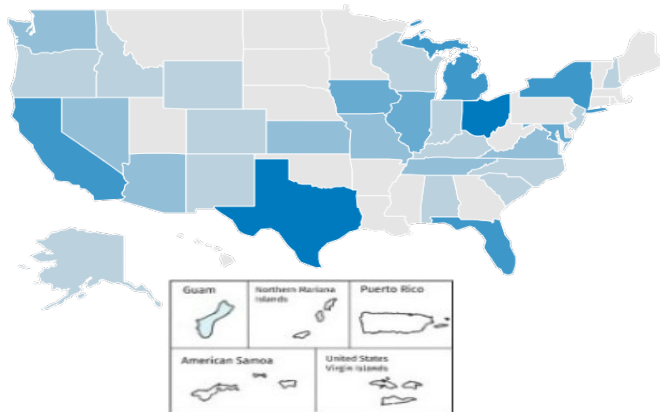 Guam
Northern Mariana
Islands
Puerto Rico
American Samoa
United States
Virgin Islands